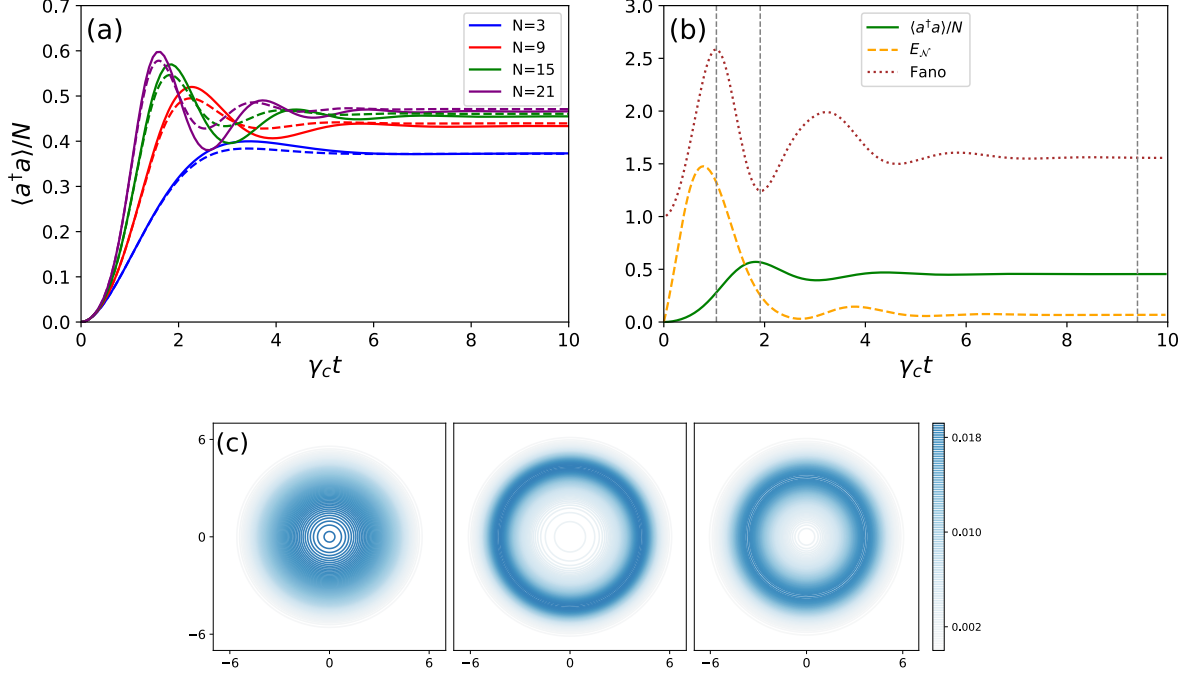 (a)
⟨a†a⟩/N
0.7
0.6
0.5
0.4
0.3
0.2
0.1
0.0
0 2 4 6 8 10
γ_c t
N=3
N=9
N=15
N=21
(b)
3.0
2.5
2.0
1.5
1.0
0.5
0.0
0 2 4 6 8 10
γ_c t
⟨a†a⟩/N
E_𝒩
Fano
(c)
6
0
−6
−6 0 6
−6 0 6
−6 0 6
0.018
0.010
0.002